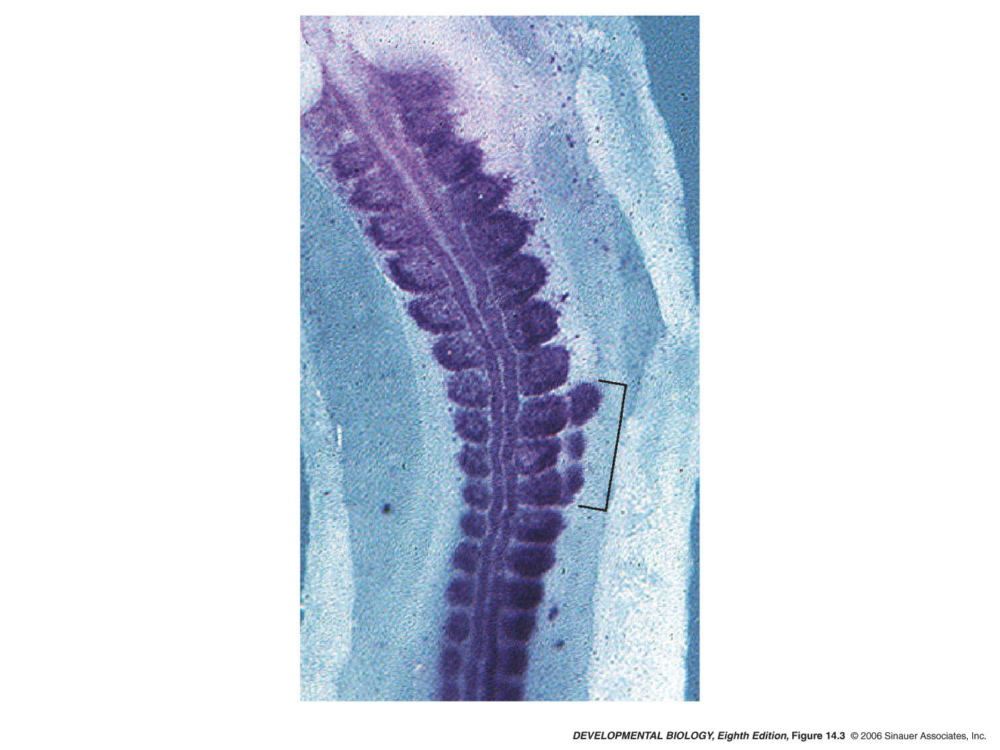 DEVELOPMENTAL BIOLOGY, Eighth Edition, Figure 14.3 © 2006 Sinauer Associates, Inc.